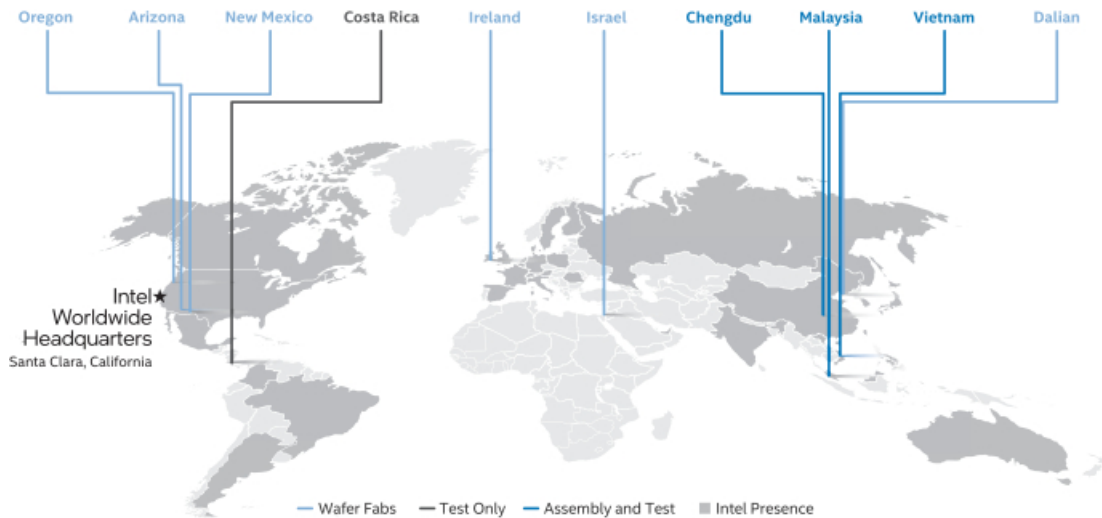 Oregon
Arizona
New Mexico
Costa Rica
Ireland
Israel
Chengdu
Malaysia
Vietnam
Dalian
Intel★
Worldwide
Headquarters
Santa Clara, California
Wafer Fabs
Test Only
Assembly and Test
Intel Presence